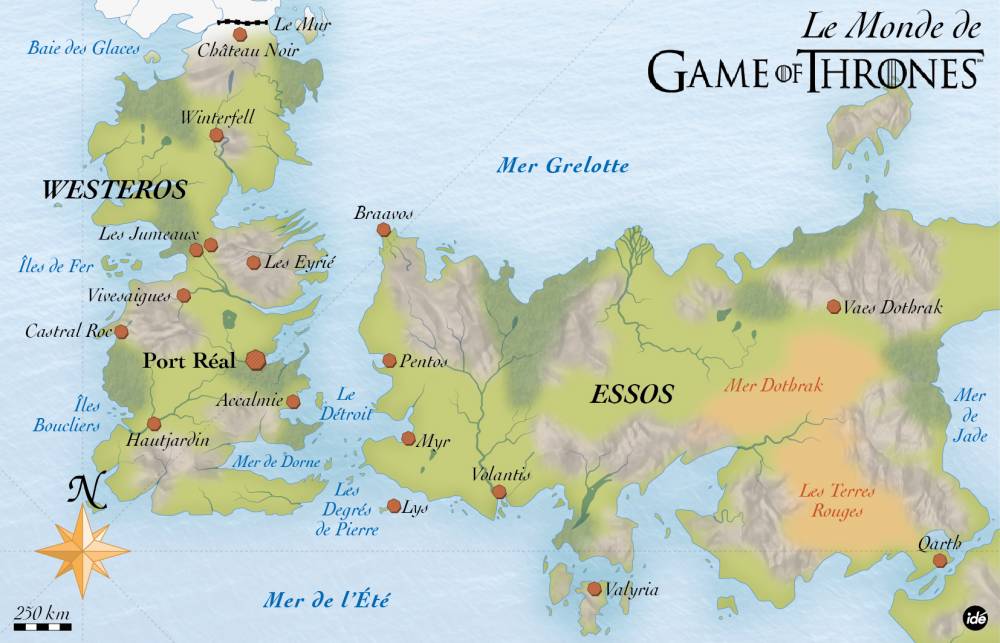 Le Monde de
GAME OF THRONES
Le Mur
Baie des Glaces
Château Noir
Winterfell
Mer Grelotte
WESTEROS
Braavos
Les Jumeaux
Îles de Fer
Les Eyrié
Vivesaigues
Vaes Dothrak
Castral Roc
Port Réal
Pentos
ESSOS
Mer Dothrak
Îles
Boucliers
Accalmie
Le
Détroit
Mer
de
Jade
Hautjardin
Myr
Mer de Dorne
Volantis
N
Les
Degrés
de Pierre
Lys
Les Terres
Rouges
Qarth
Valyria
Mer de l'Été
250 km
idé